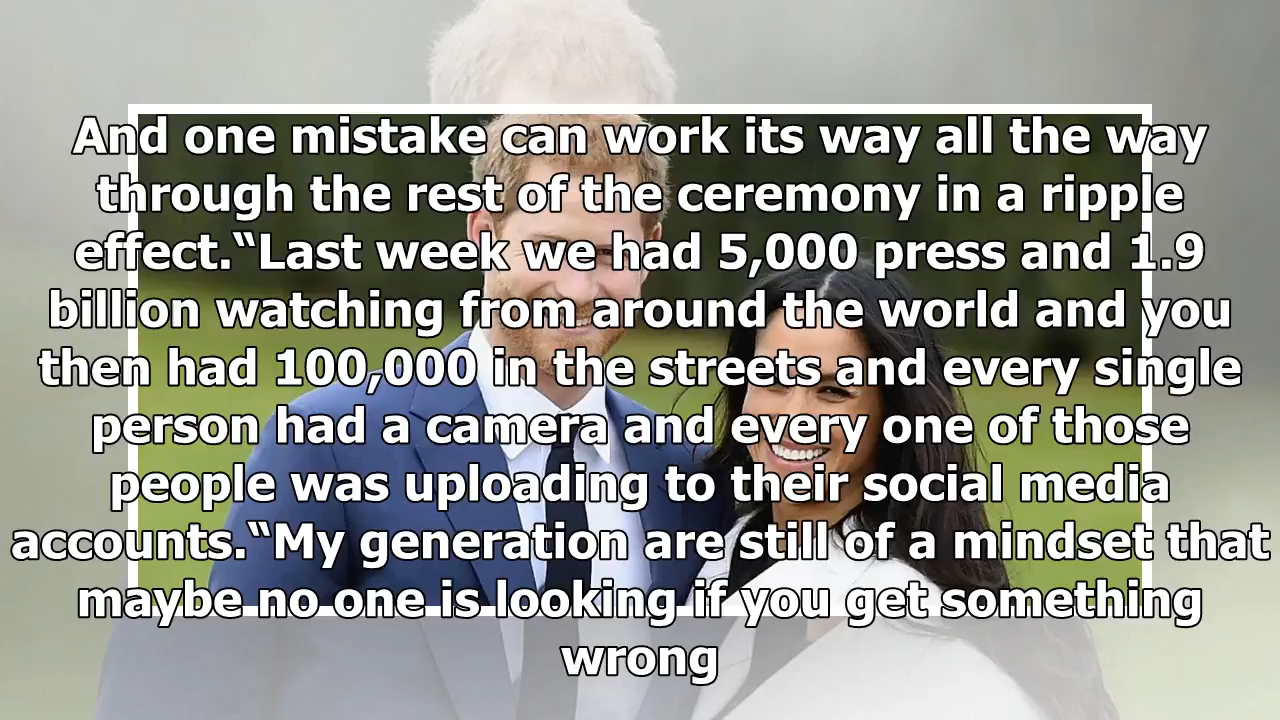 And one mistake can work its way all the way
through the rest of the ceremony in a ripple
effect.“Last week we had 5,000 press and 1.9
billion watching from around the world and you
then had 100,000 in the streets and every single
person had a camera and every one of those
people was uploading to their social media
accounts.“My generation are still of a mindset that
maybe no one is looking if you get something
wrong